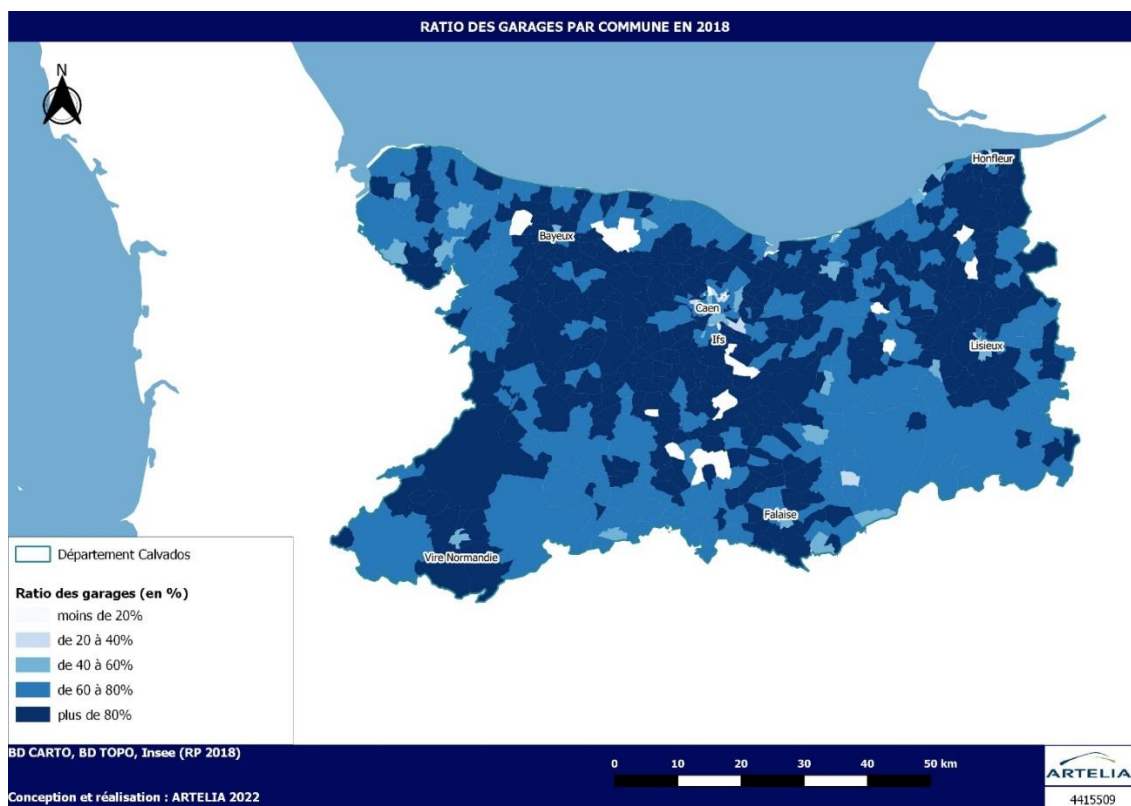 RATIO DES GARAGES PAR COMMUNE EN 2018
N
Honfleur
Bayeux
Caen
Ifs
Lisieux
Falaise
Vire Normandie
Département Calvados
Ratio des garages (en %)
moins de 20%
de 20 à 40%
de 40 à 60%
de 60 à 80%
plus de 80%
BD CARTO, BD TOPO, Insee (RP 2018)
0 10 20 30 40 50 km
Conception et réalisation : ARTELIA 2022
ARTELIA
4415509